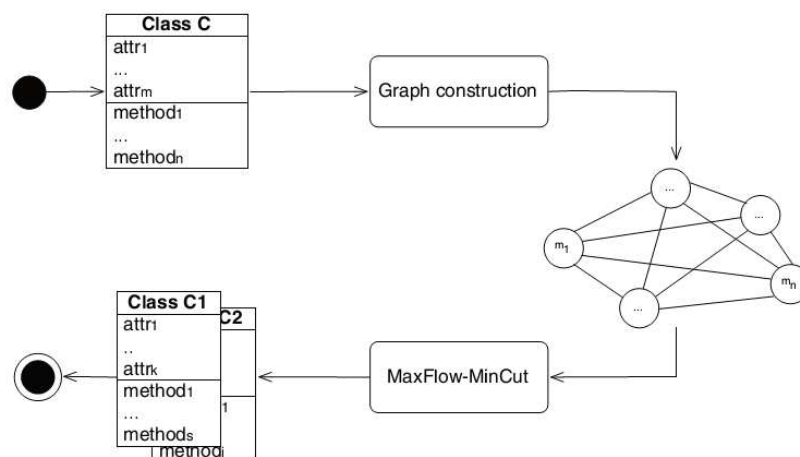 Class C
attr1
...
attrm
method1
...
methodn
Graph construction
...
...
m1
mn
...
Class C1
attr1
..
attrk
method1
...
methods
C2
1
methodj
MaxFlow-MinCut